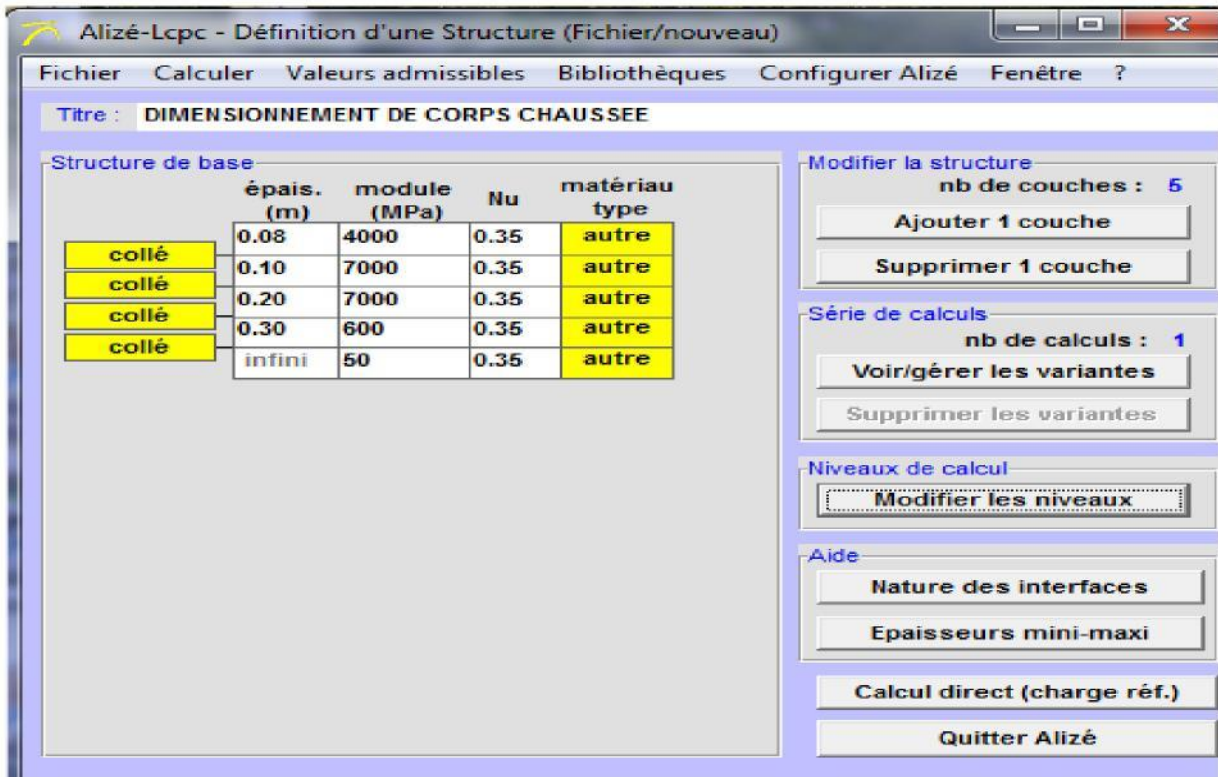 Alizé-Lcpc - Définition d'une Structure (Fichier/nouveau)
Fichier Calculer Valeurs admissibles Bibliothèques Configurer Alizé Fenêtre ?
Titre : DIMENSIONNEMENT DE CORPS CHAUSSEE
Structure de base
épais. (m) module (MPa) Nu matériau type
0.08 4000 0.35 autre
collé
0.10 7000 0.35 autre
collé
0.20 7000 0.35 autre
collé
0.30 600 0.35 autre
collé
infini 50 0.35 autre
Modifier la structure
nb de couches : 5
Ajouter 1 couche
Supprimer 1 couche
Série de calculs
nb de calculs : 1
Voir/gérer les variantes
Supprimer les variantes
Niveaux de calcul
Modifier les niveaux
Aide
Nature des interfaces
Epaisseurs mini-maxi
Calcul direct (charge réf.)
Quitter Alizé